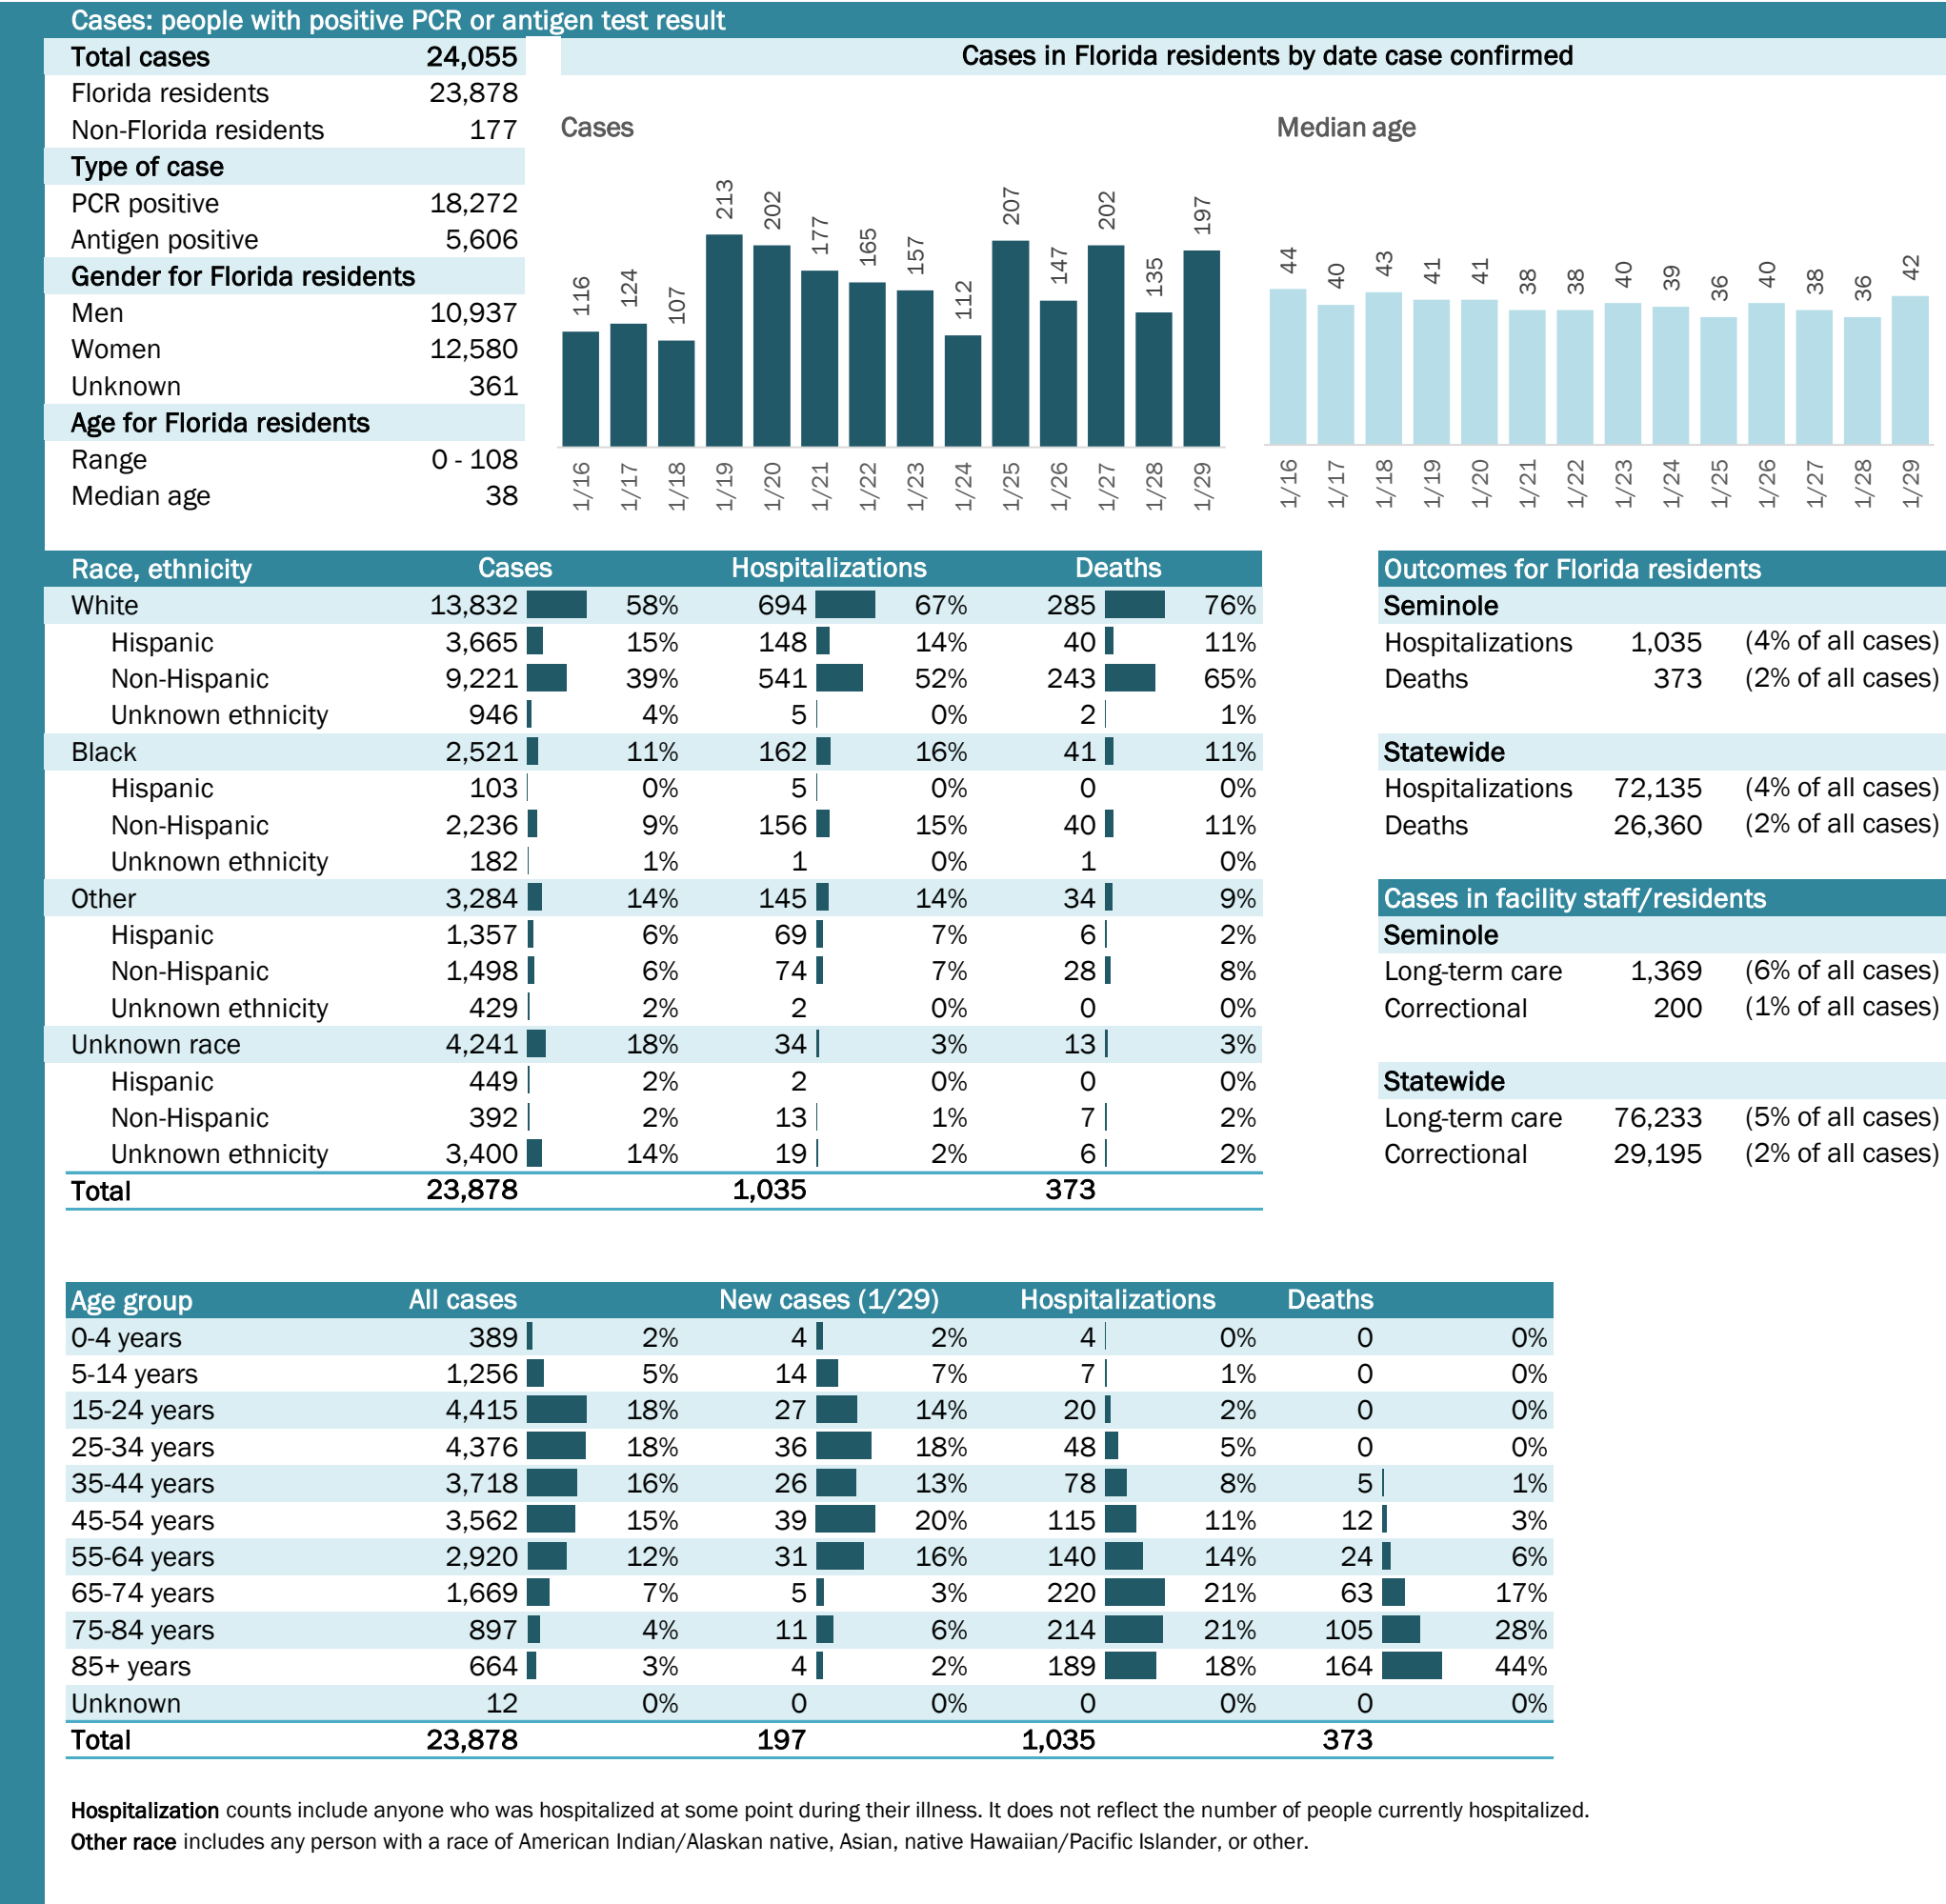 Cases: people with positive PCR or antigen test result
Total cases 24,055
Florida residents 23,878
Non-Florida residents 177
Type of case
PCR positive 18,272
Antigen positive 5,606
Gender for Florida residents
Men 10,937
Women 12,580
Unknown 361
Age for Florida residents
Range 0 - 108
Median age 38
Cases in Florida residents by date case confirmed
Cases
116 124 107 213 202 177 165 157 112 207 147 202 135 197
1/16 1/17 1/18 1/19 1/20 1/21 1/22 1/23 1/24 1/25 1/26 1/27 1/28 1/29
Median age
44 40 43 41 41 38 38 40 39 36 40 38 36 42
1/16 1/17 1/18 1/19 1/20 1/21 1/22 1/23 1/24 1/25 1/26 1/27 1/28 1/29
Race, ethnicity Cases Hospitalizations Deaths
White 13,832 58% 694 67% 285 76%
Hispanic 3,665 15% 148 14% 40 11%
Non-Hispanic 9,221 39% 541 52% 243 65%
Unknown ethnicity 946 4% 5 0% 2 1%
Black 2,521 11% 162 16% 41 11%
Hispanic 103 0% 5 0% 0 0%
Non-Hispanic 2,236 9% 156 15% 40 11%
Unknown ethnicity 182 1% 1 0% 1 0%
Other 3,284 14% 145 14% 34 9%
Hispanic 1,357 6% 69 7% 6 2%
Non-Hispanic 1,498 6% 74 7% 28 8%
Unknown ethnicity 429 2% 2 0% 0 0%
Unknown race 4,241 18% 34 3% 13 3%
Hispanic 449 2% 2 0% 0 0%
Non-Hispanic 392 2% 13 1% 7 2%
Unknown ethnicity 3,400 14% 19 2% 6 2%
Total 23,878 1,035 373
Outcomes for Florida residents
Seminole
Hospitalizations 1,035 (4% of all cases)
Deaths 373 (2% of all cases)
Statewide
Hospitalizations 72,135 (4% of all cases)
Deaths 26,360 (2% of all cases)
Cases in facility staff/residents
Seminole
Long-term care 1,369 (6% of all cases)
Correctional 200 (1% of all cases)
Statewide
Long-term care 76,233 (5% of all cases)
Correctional 29,195 (2% of all cases)
Age group All cases New cases (1/29) Hospitalizations Deaths
0-4 years 389 2% 4 2% 4 0% 0 0%
5-14 years 1,256 5% 14 7% 7 1% 0 0%
15-24 years 4,415 18% 27 14% 20 2% 0 0%
25-34 years 4,376 18% 36 18% 48 5% 0 0%
35-44 years 3,718 16% 26 13% 78 8% 5 1%
45-54 years 3,562 15% 39 20% 115 11% 12 3%
55-64 years 2,920 12% 31 16% 140 14% 24 6%
65-74 years 1,669 7% 5 3% 220 21% 63 17%
75-84 years 897 4% 11 6% 214 21% 105 28%
85+ years 664 3% 4 2% 189 18% 164 44%
Unknown 12 0% 0 0% 0 0% 0 0%
Total 23,878 197 1,035 373
Hospitalization counts include anyone who was hospitalized at some point during their illness. It does not reflect the number of people currently hospitalized.
Other race includes any person with a race of American Indian/Alaskan native, Asian, native Hawaiian/Pacific Islander, or other.